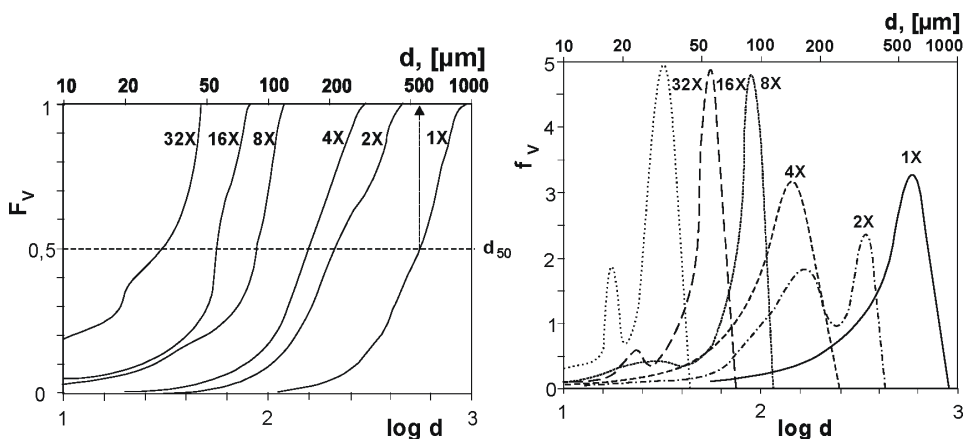 d, [µm]
10 20 50 100 200 500 1000
1
32X 16X 8X 4X 2X 1X
F_v
0,5
d_50
0
1 2 3
log d
d, [µm]
10 20 50 100 200 500 1000
5
32X 16X 8X
4
f_v
1X
4X
3
2X
2
1
0
1 2 3
log d